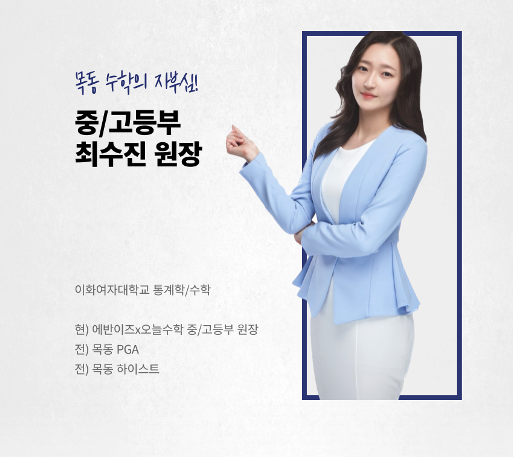 목동 수학의 자부심!
중/고등부
최수진 원장
이화여자대학교 통계학/수학
현) 에반이즈x오늘수학 중/고등부 원장
전) 목동 PGA
전) 목동 하이스트